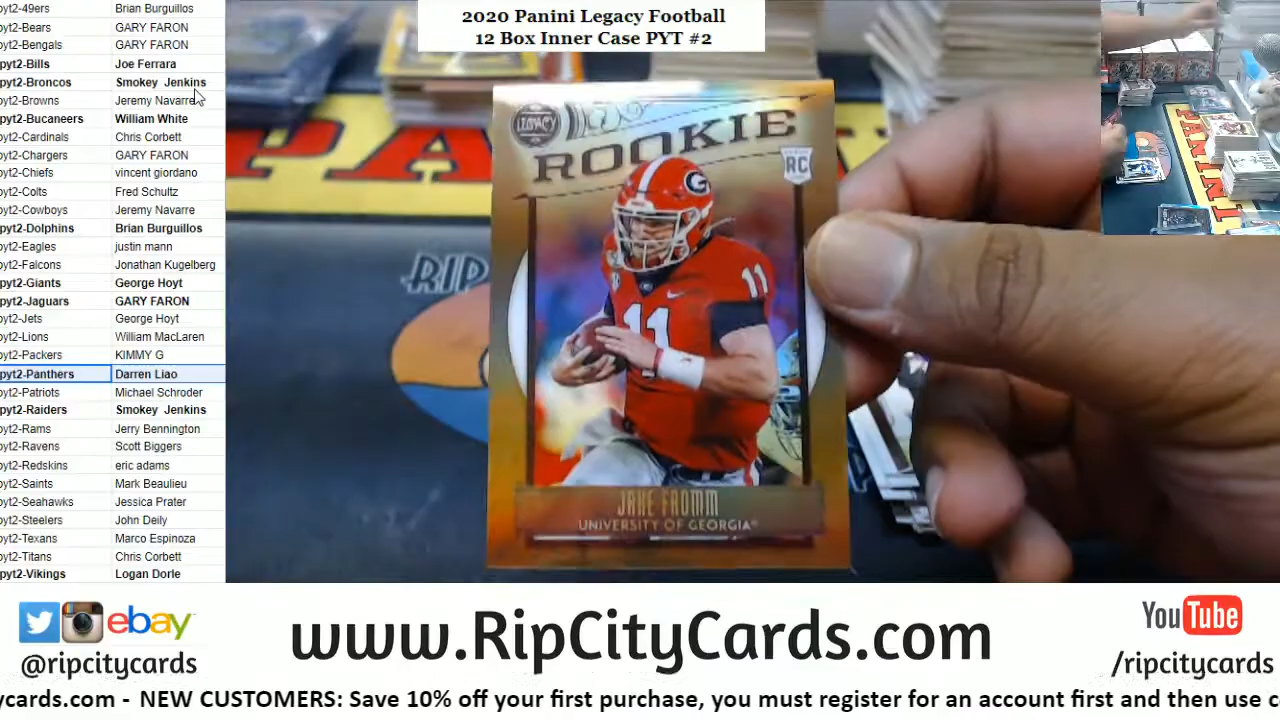 pyt2-49ers Brian Burguillos
pyt2-Bears GARY FARON
pyt2-Bengals GARY FARON
pyt2-Bills Joe Ferrara
pyt2-Broncos Smokey Jenkins
pyt2-Browns Jeremy Navarre
pyt2-Bucaneers William White
pyt2-Cardinals Chris Corbett
pyt2-Chargers GARY FARON
pyt2-Chiefs vincent giordano
pyt2-Colts Fred Schultz
pyt2-Cowboys Jeremy Navarre
pyt2-Dolphins Brian Burguillos
pyt2-Eagles justin mann
pyt2-Falcons Jonathan Kugelberg
pyt2-Giants George Hoyt
pyt2-Jaguars GARY FARON
pyt2-Jets George Hoyt
pyt2-Lions William MacLaren
pyt2-Packers KIMMY G
pyt2-Panthers Darren Liao
pyt2-Patriots Michael Schroder
pyt2-Raiders Smokey Jenkins
pyt2-Rams Jerry Bennington
pyt2-Ravens Scott Biggers
pyt2-Redskins eric adams
pyt2-Saints Mark Beaulieu
pyt2-Seahawks Jessica Prater
pyt2-Steelers John Deily
pyt2-Texans Marco Espinoza
pyt2-Titans Chris Corbett
pyt2-Vikings Logan Dorle
2020 Panini Legacy Football
12 Box Inner Case PYT #2
LEGACY
ROOKIE
RC
G
11
11
JAKE FROMM
UNIVERSITY OF GEORGIA®
RIP
PANINI
ebay
@ripcitycards
www.RipCityCards.com
YouTube
/ripcitycards
ycards.com - NEW CUSTOMERS: Save 10% off your first purchase, you must register for an account first and then use c